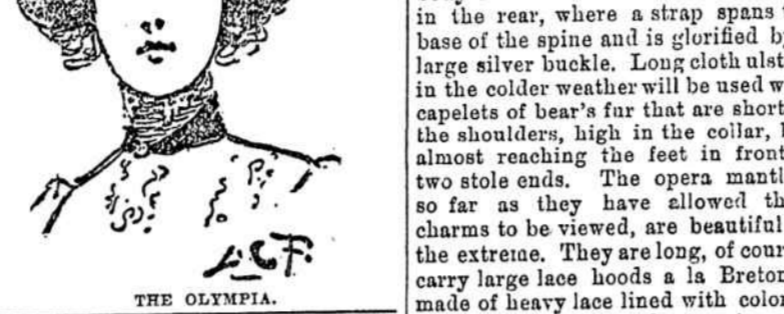 THE OLYMPIA.
in the rear, where a strap spans
base of the spine and is glorified
large silver buckle. Long cloth
in the colder weather will be used
capelets of bear's fur that are
the shoulders, high in the collar,
almost reaching the feet in
two stole ends. The opera
so far as they have allowed
charms to be viewed, are
the extreme. They are long, of
carry large lace hoods a la
made of heavy lace lined with